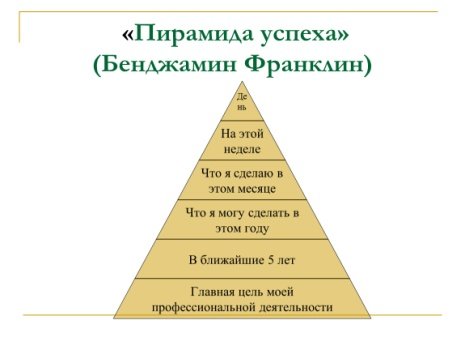 «Пирамида успеха»
(Бенджамин Франклин)
Де
нь
На этой
неделе
Что я сделаю в
этом месяце
Что я могу сделать в
этом году
В ближайшие 5 лет
Главная цель моей
профессиональной деятельности